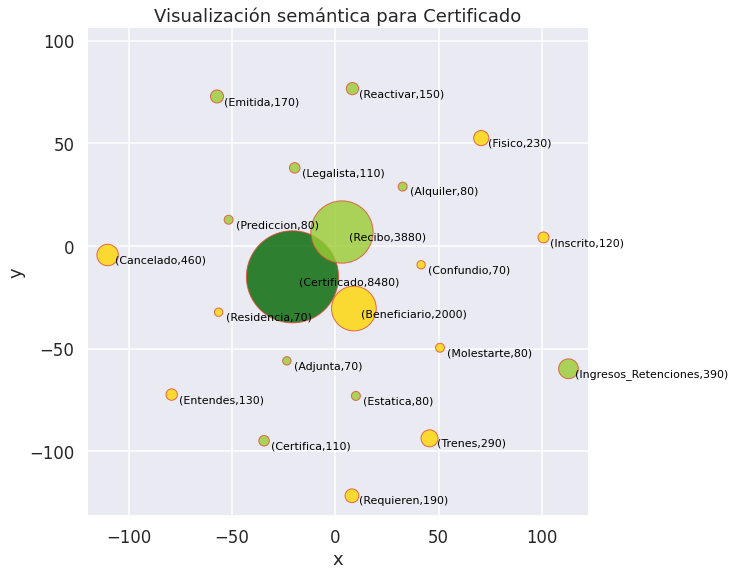 Visualización semántica para Certificado
100
50
0
−50
−100
y
(Emitida,170)
(Reactivar,150)
(Fisico,230)
(Legalista,110)
(Alquiler,80)
(Prediccion,80)
(Recibo,3880)
(Inscrito,120)
(Cancelado,460)
(Confundio,70)
(Certificado,8480)
(Residencia,70)
(Beneficiario,2000)
(Molestarte,80)
(Adjunta,70)
(Ingresos_Retenciones,390)
(Entendes,130)
(Estatica,80)
(Certifica,110)
(Trenes,290)
(Requieren,190)
−100
−50
0
50
100
x